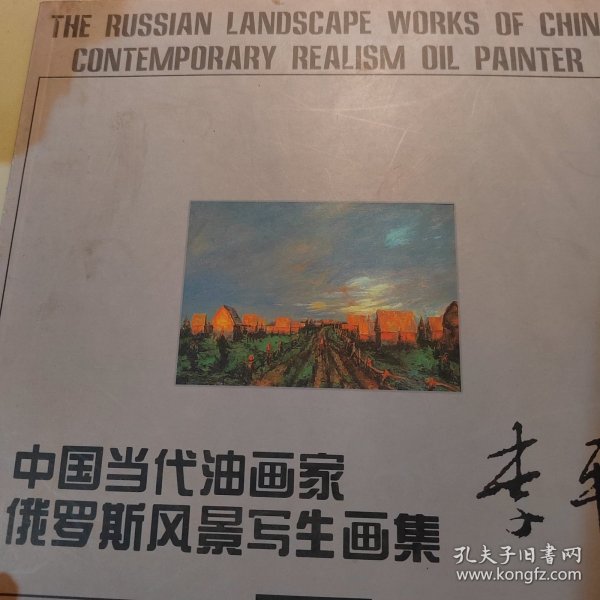 THE RUSSIAN LANDSCAPE WORKS OF CHIN
CONTEMPORARY REALISM OIL PAINTER
中国当代油画家
李
俄罗斯风景写生画集
孔夫子旧书网
www.kongfz.com